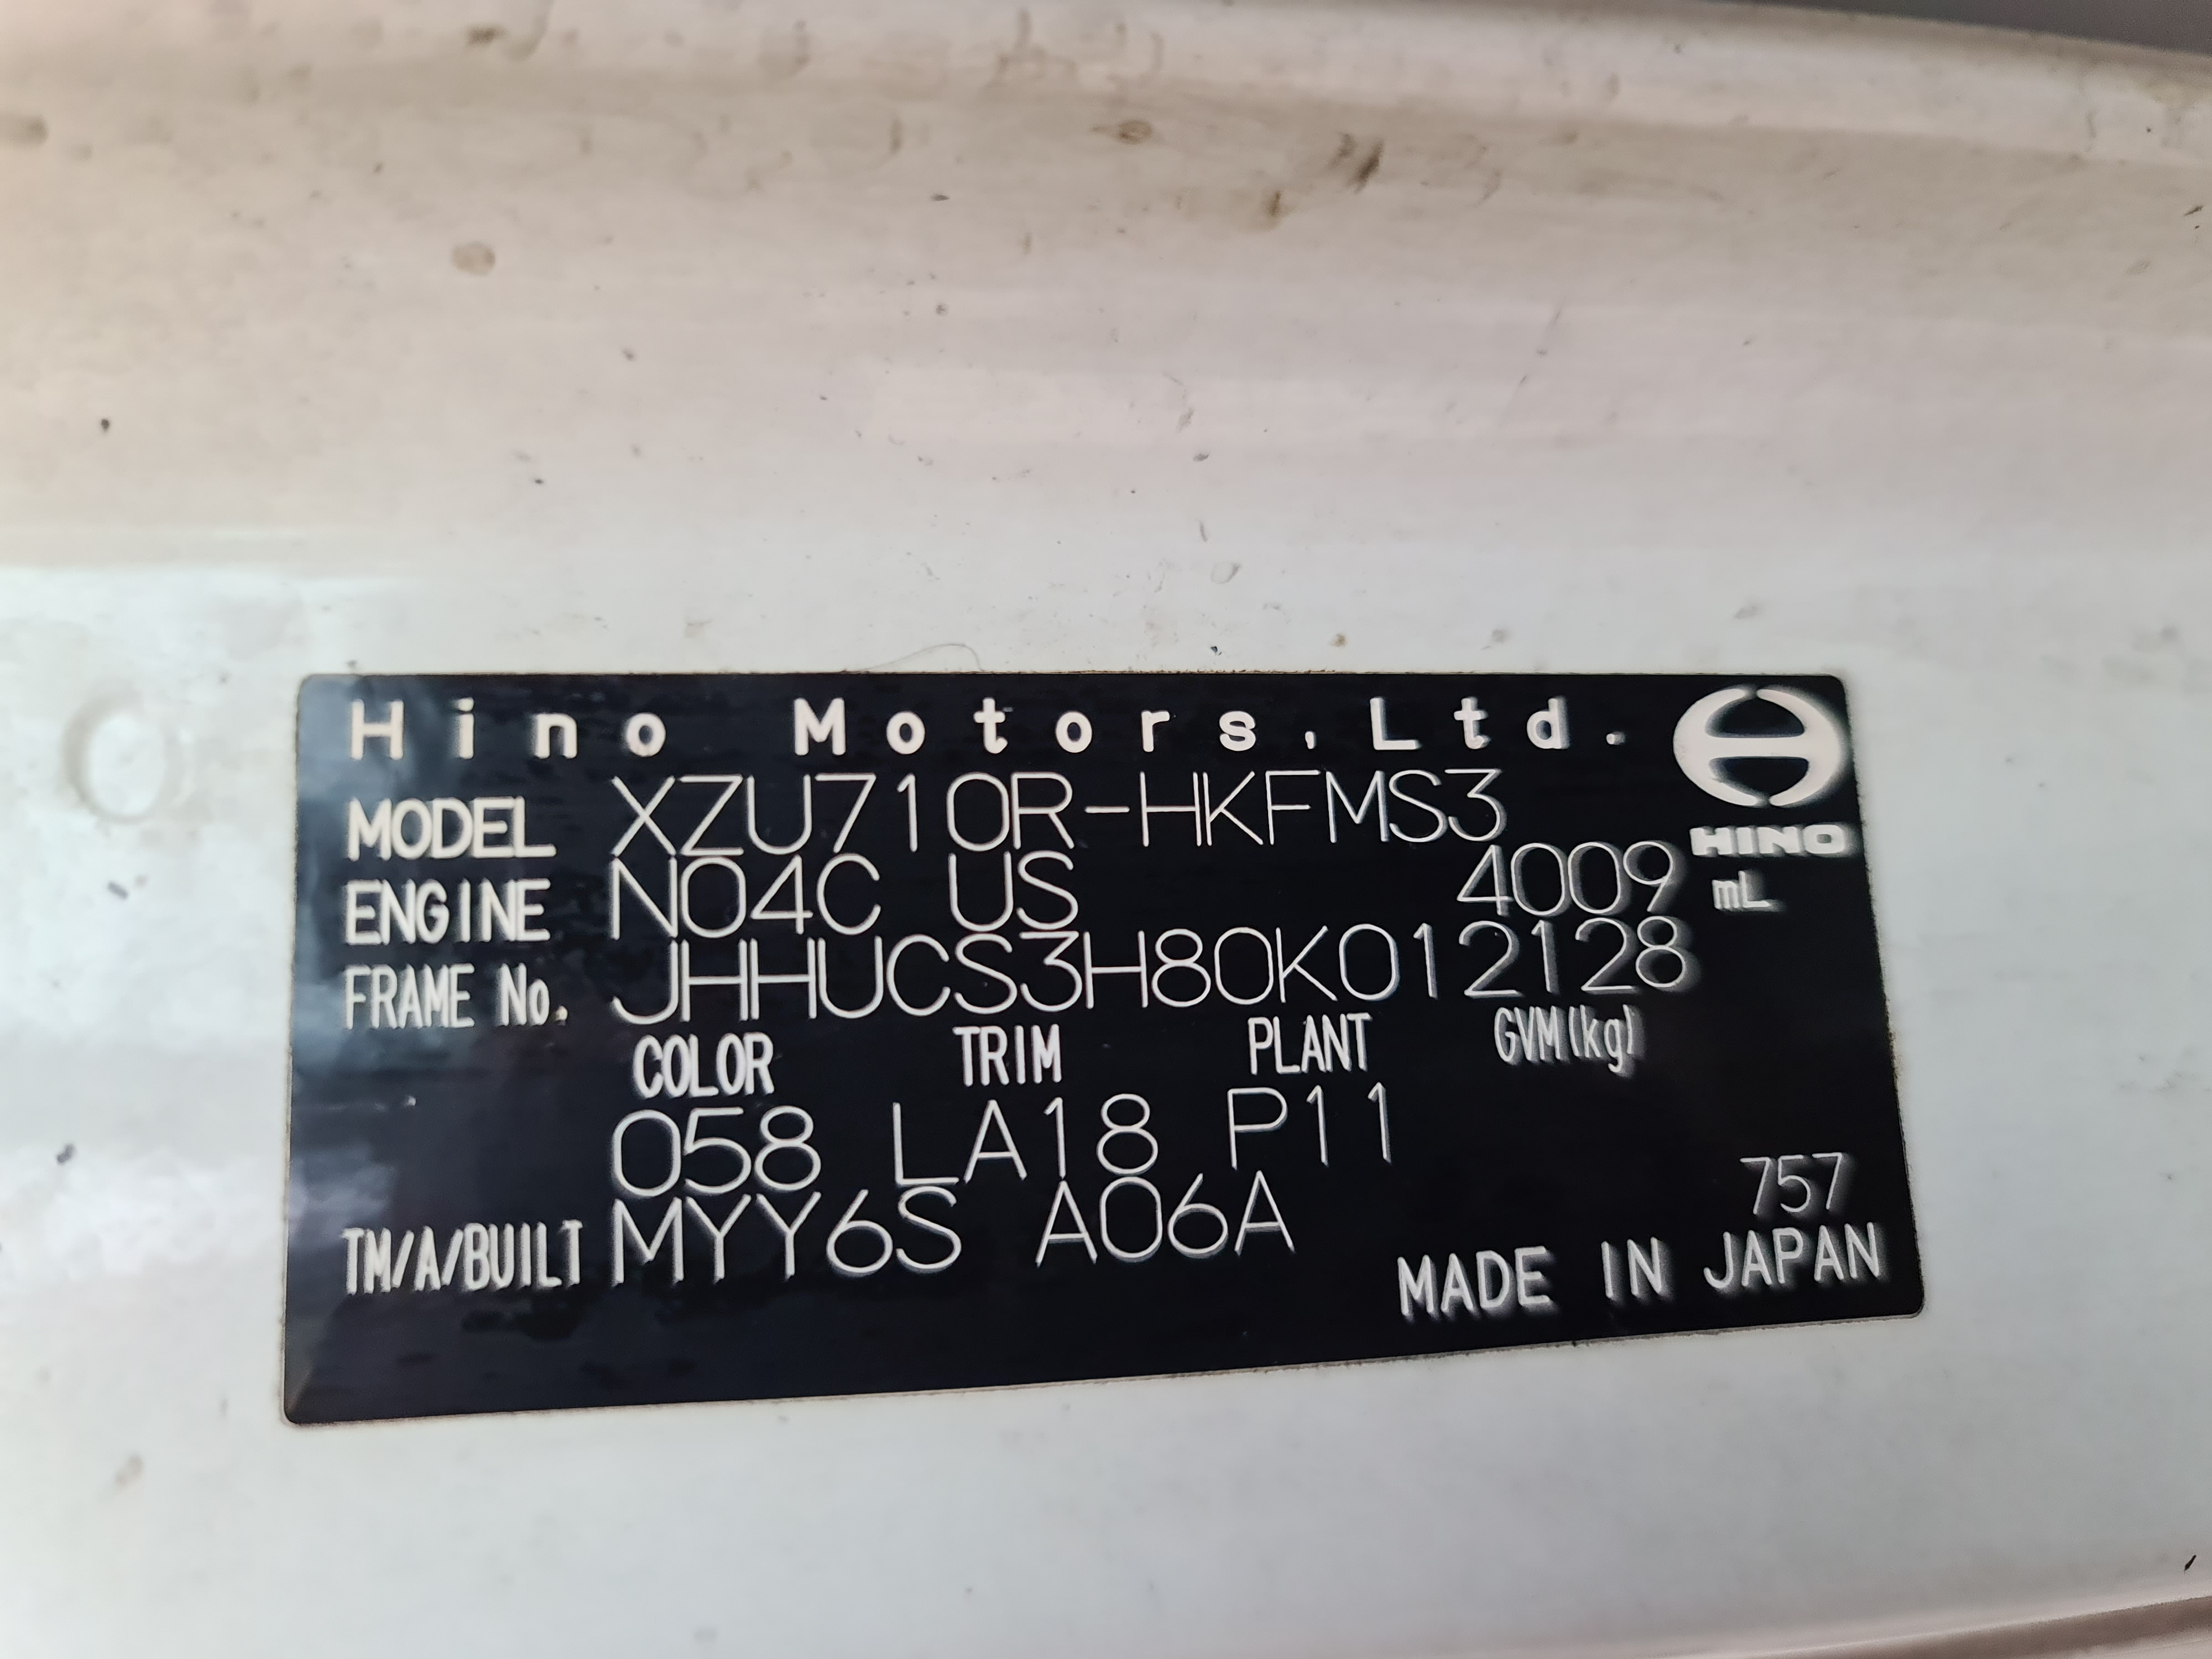 Hino Motors,Ltd.
HINO
MODEL XZU710R-HKFMS3
ENGINE N04C US 4009 mL
FRAME No. JHHUCS3H80K012128
COLOR TRIM PLANT GVM(kg)
058 LA18 P11
TM/A/BUILT MYY6S A06A
757
MADE IN JAPAN